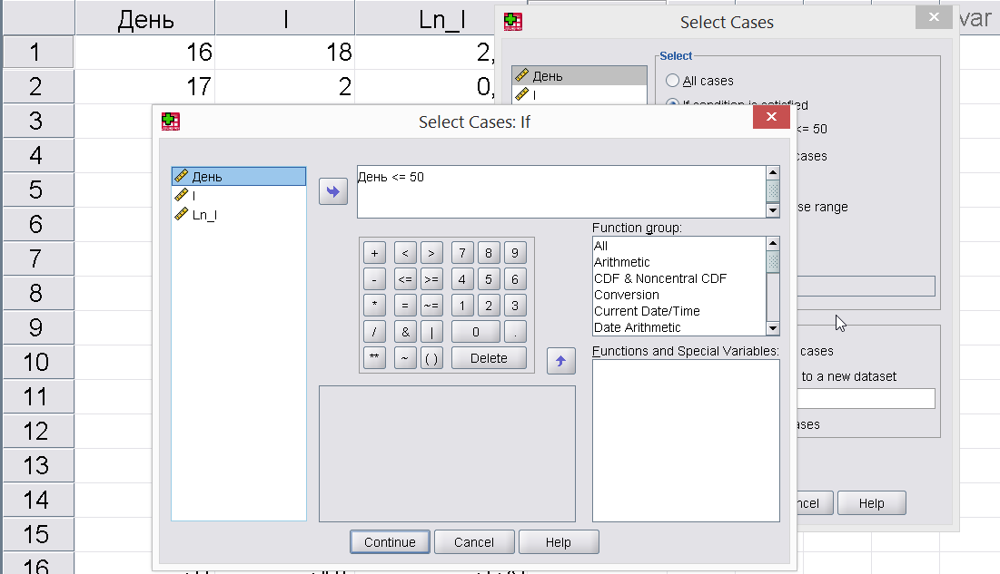 День I Ln_I var
1 16 18 2,
2 17 2 0,
3
4
5
6
7
8
9
10
11
12
13
14
15
16
Select Cases
День
I
Select
All cases
If condition is satisfied
<= 50
cases
se range
cases
to a new dataset
ases
ncel
Help
Select Cases: If
День
I
Ln_I
День <= 50
+ < > 7 8 9
- <= >= 4 5 6
* = ~= 1 2 3
/ & | 0 .
** ~ ( ) Delete
Function group:
All
Arithmetic
CDF & Noncentral CDF
Conversion
Current Date/Time
Date Arithmetic
Functions and Special Variables:
Continue
Cancel
Help